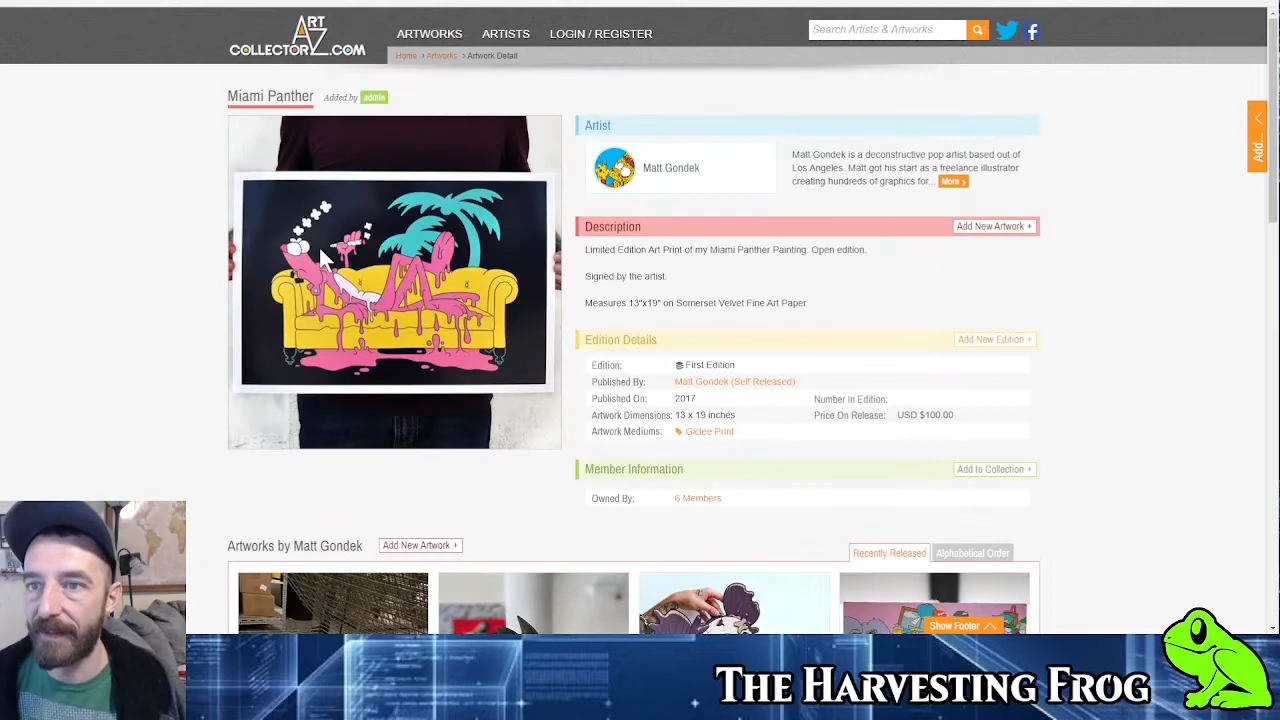 ART
AZ
COLLECTORZ.COM
ARTWORKS
ARTISTS
LOGIN / REGISTER
Search Artists & Artworks
Home › Artworks › Artwork Detail
Miami Panther
Added by admin
Add...
Artist
Matt Gondek
Matt Gondek is a deconstructive pop artist based out of
Los Angeles. Matt got his start as a freelance illustrator
creating hundreds of graphics for... More ›
Description
Add New Artwork +
Limited Edition Art Print of my Miami Panther Painting. Open edition.
Signed by the artist.
Measures 13"x19" on Somerset Velvet Fine Art Paper
Edition Details
Add New Edition +
Edition: First Edition
Published By: Matt Gondek (Self Released)
Published On: 2017 Number In Edition:
Artwork Dimensions: 13 x 19 inches Price On Release: USD $100.00
Artwork Mediums: Giclee Print
Member Information
Add to Collection +
Owned By: 6 Members
Artworks by Matt Gondek
Add New Artwork +
Recently Released
Alphabetical Order
Show Footer
The Harvesting Frog